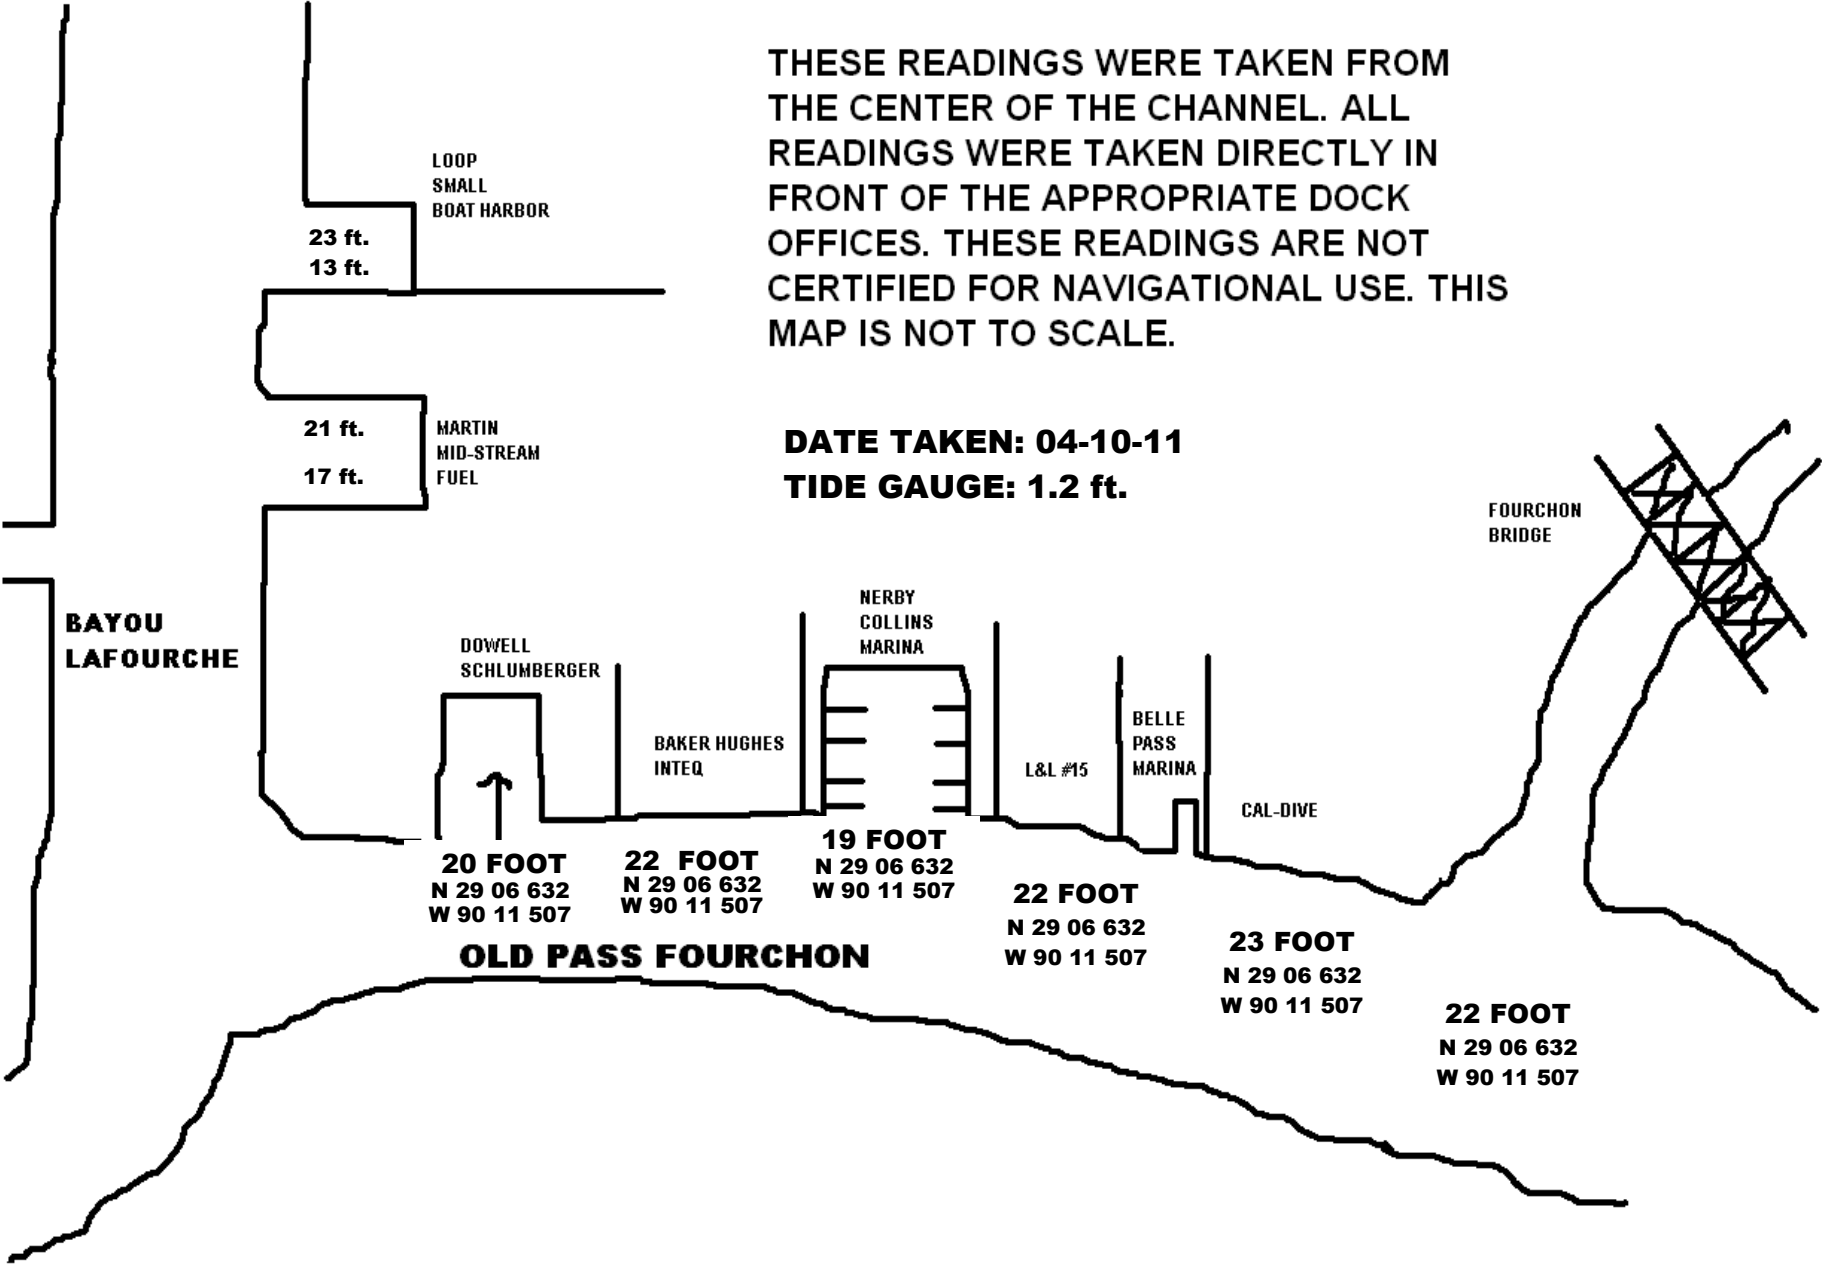 THESE READINGS WERE TAKEN FROM
THE CENTER OF THE CHANNEL. ALL
READINGS WERE TAKEN DIRECTLY IN
FRONT OF THE APPROPRIATE DOCK
OFFICES. THESE READINGS ARE NOT
CERTIFIED FOR NAVIGATIONAL USE. THIS
MAP IS NOT TO SCALE.
LOOP
SMALL
BOAT HARBOR
23 ft.
13 ft.
21 ft.
17 ft.
MARTIN
MID-STREAM
FUEL
DATE TAKEN: 04-10-11
TIDE GAUGE: 1.2 ft.
FOURCHON
BRIDGE
BAYOU
LAFOURCHE
DOWELL
SCHLUMBERGER
BAKER HUGHES
INTEQ
NERBY
COLLINS
MARINA
L&L #15
BELLE
PASS
MARINA
CAL-DIVE
20 FOOT
N 29 06 632
W 90 11 507
22 FOOT
N 29 06 632
W 90 11 507
19 FOOT
N 29 06 632
W 90 11 507
22 FOOT
N 29 06 632
W 90 11 507
23 FOOT
N 29 06 632
W 90 11 507
22 FOOT
N 29 06 632
W 90 11 507
OLD PASS FOURCHON